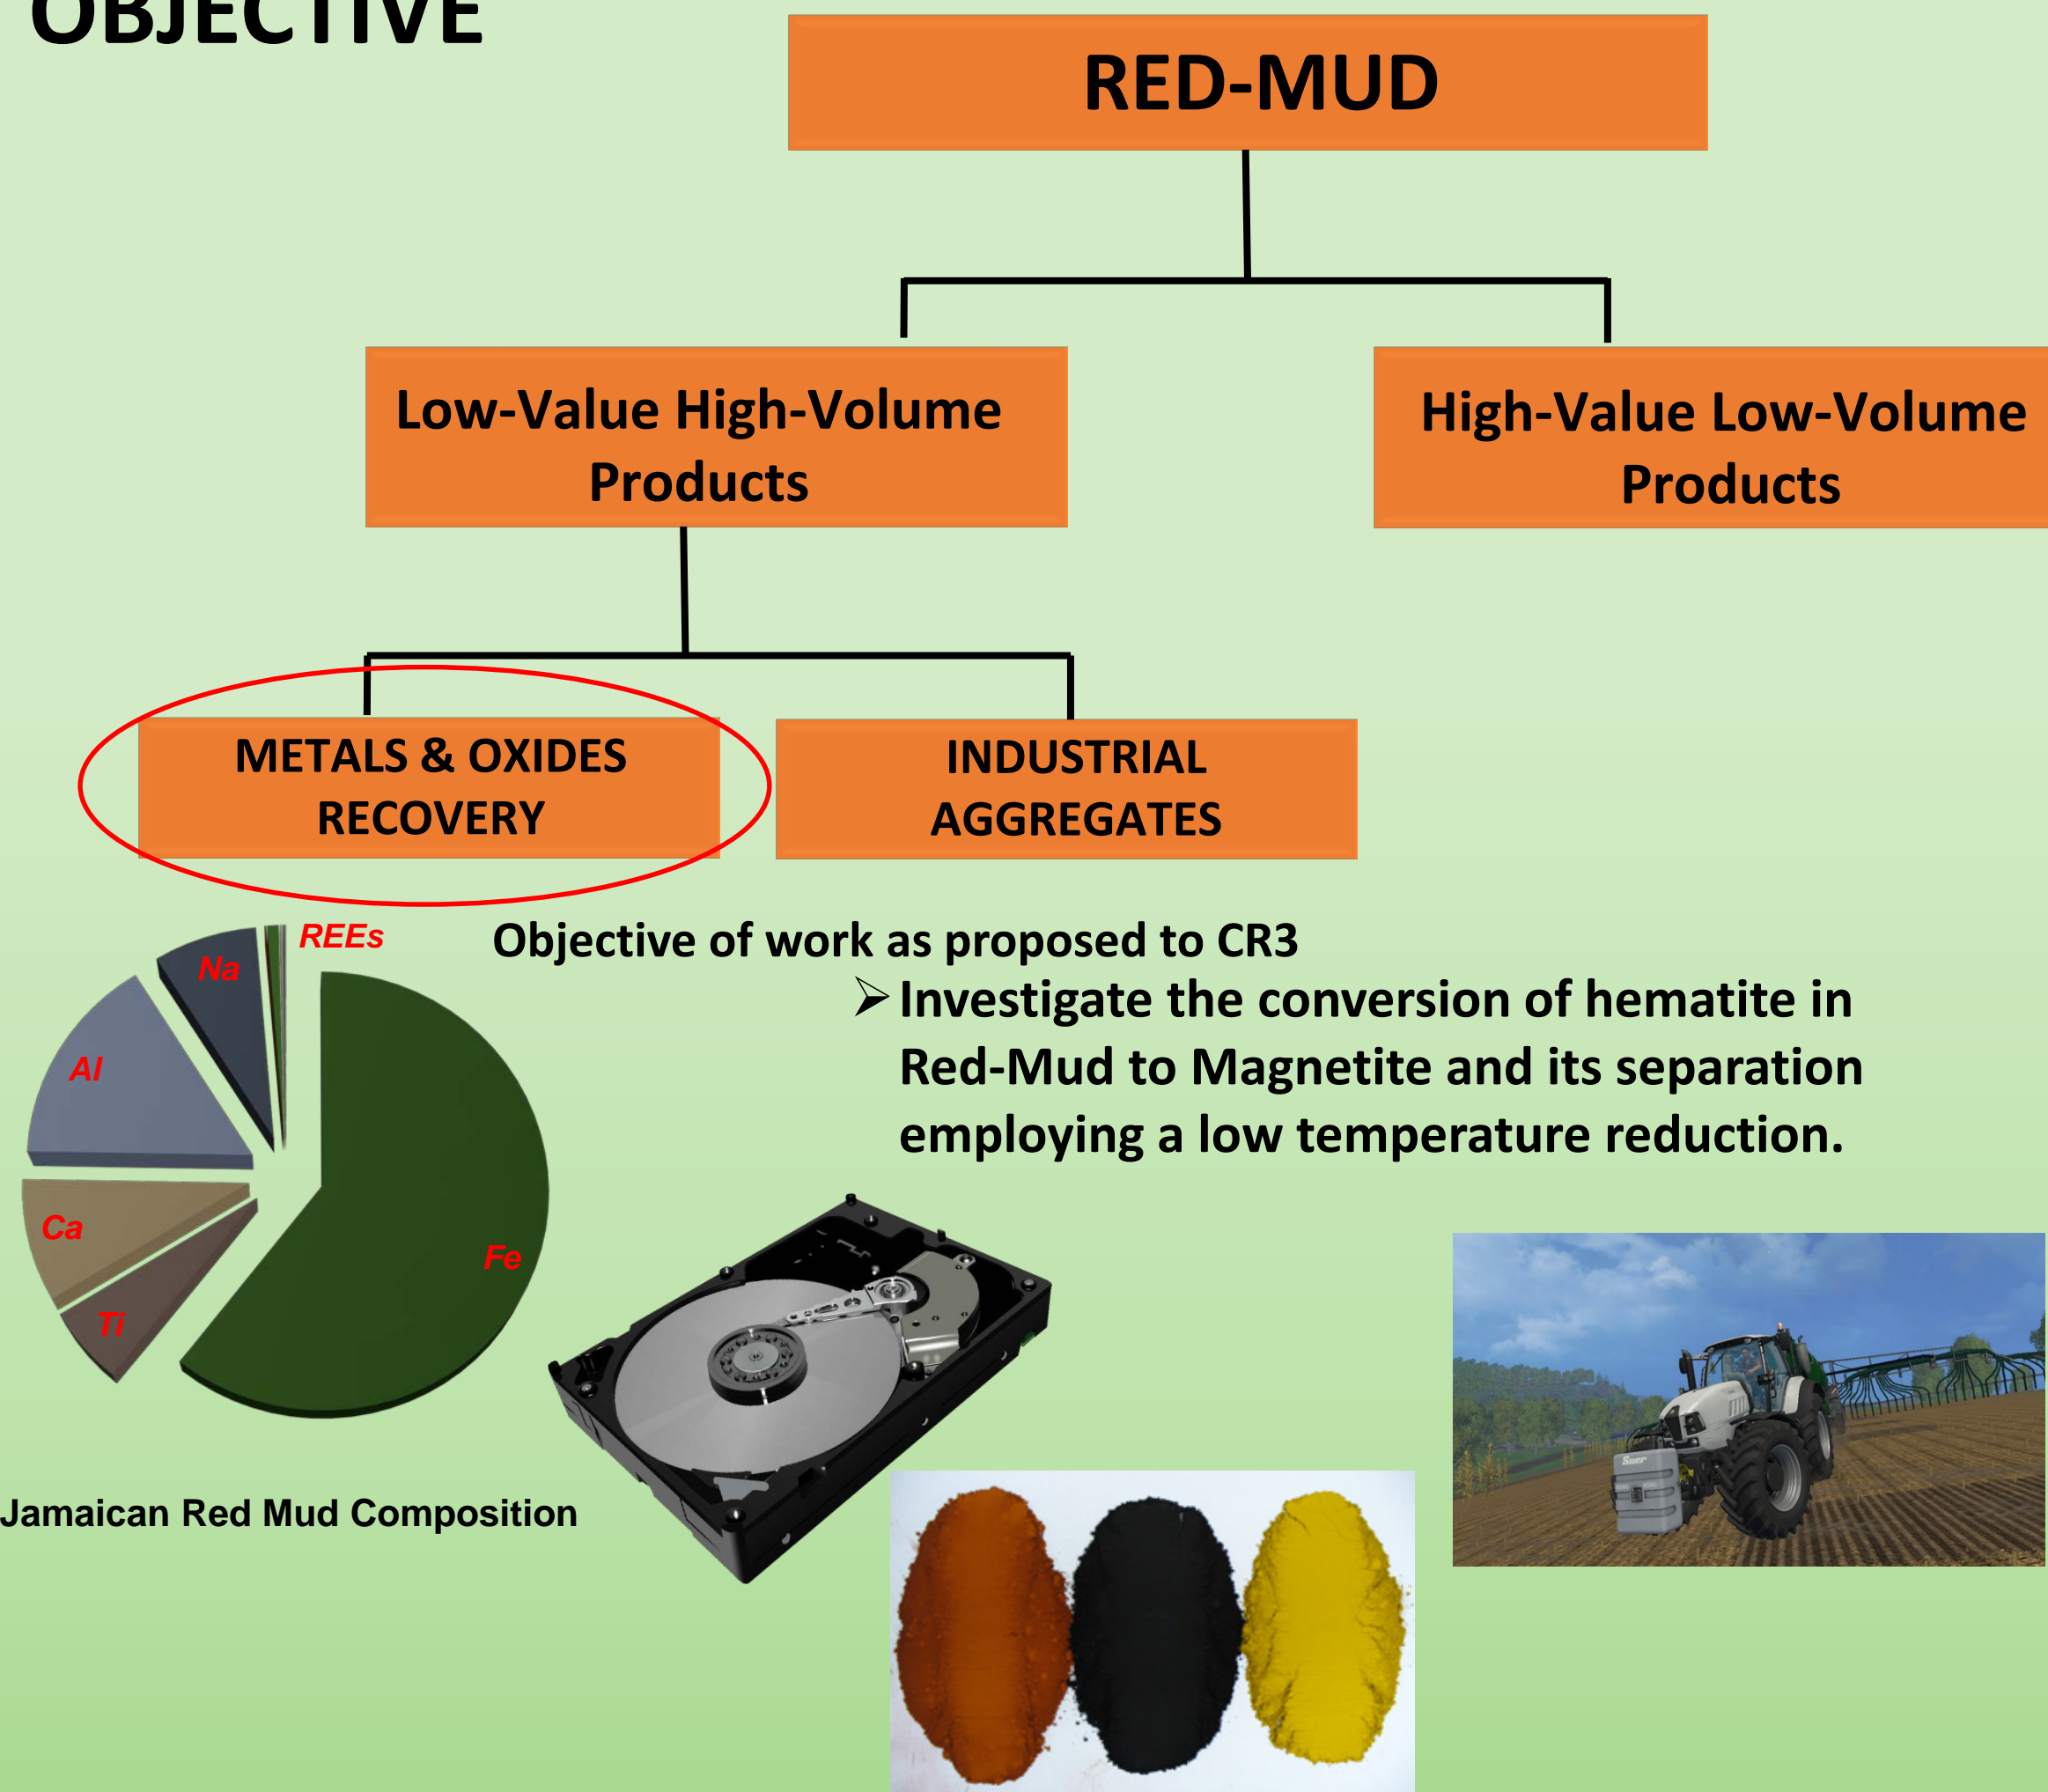 OBJECTIVE
RED-MUD
Low-Value High-Volume
Products
High-Value Low-Volume
Products
METALS & OXIDES
RECOVERY
INDUSTRIAL
AGGREGATES
REEs
Na
Al
Ca
Ti
Fe
Objective of work as proposed to CR3
➢ Investigate the conversion of hematite in
Red-Mud to Magnetite and its separation
employing a low temperature reduction.
Jamaican Red Mud Composition
Suer